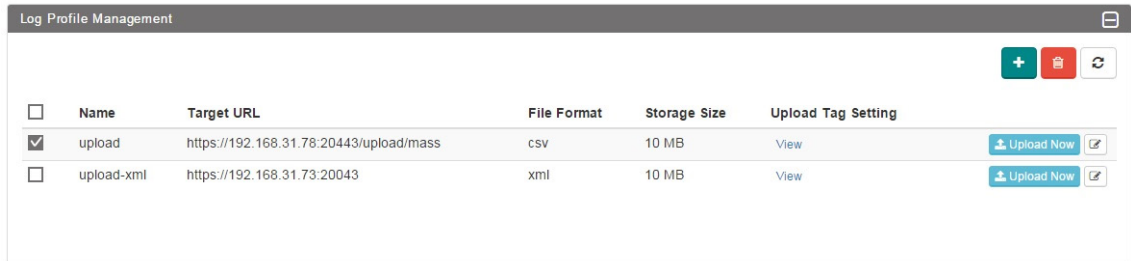 Log Profile Management
Name Target URL File Format Storage Size Upload Tag Setting
upload https://192.168.31.78:20443/upload/mass csv 10 MB View Upload Now
upload-xml https://192.168.31.73:20043 xml 10 MB View Upload Now